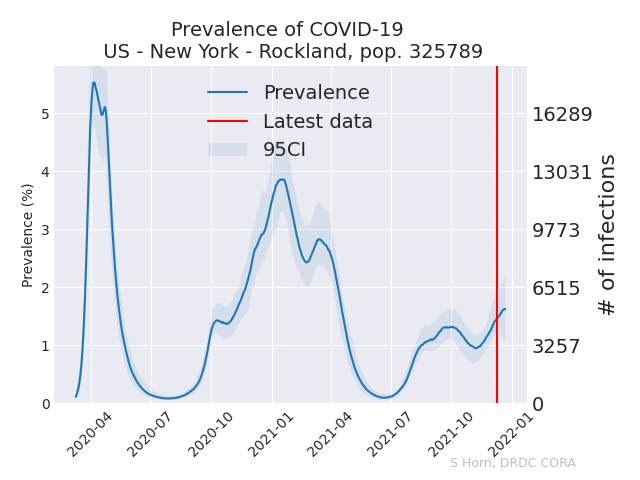 Prevalence of COVID-19
US - New York - Rockland, pop. 325789
Prevalence
Latest data
95CI
Prevalence (%)
5
4
3
2
1
0
16289
13031
9773
6515
3257
0
# of infections
2020-04
2020-07
2020-10
2021-01
2021-04
2021-07
2021-10
2022-01
S Horn, DRDC CORA